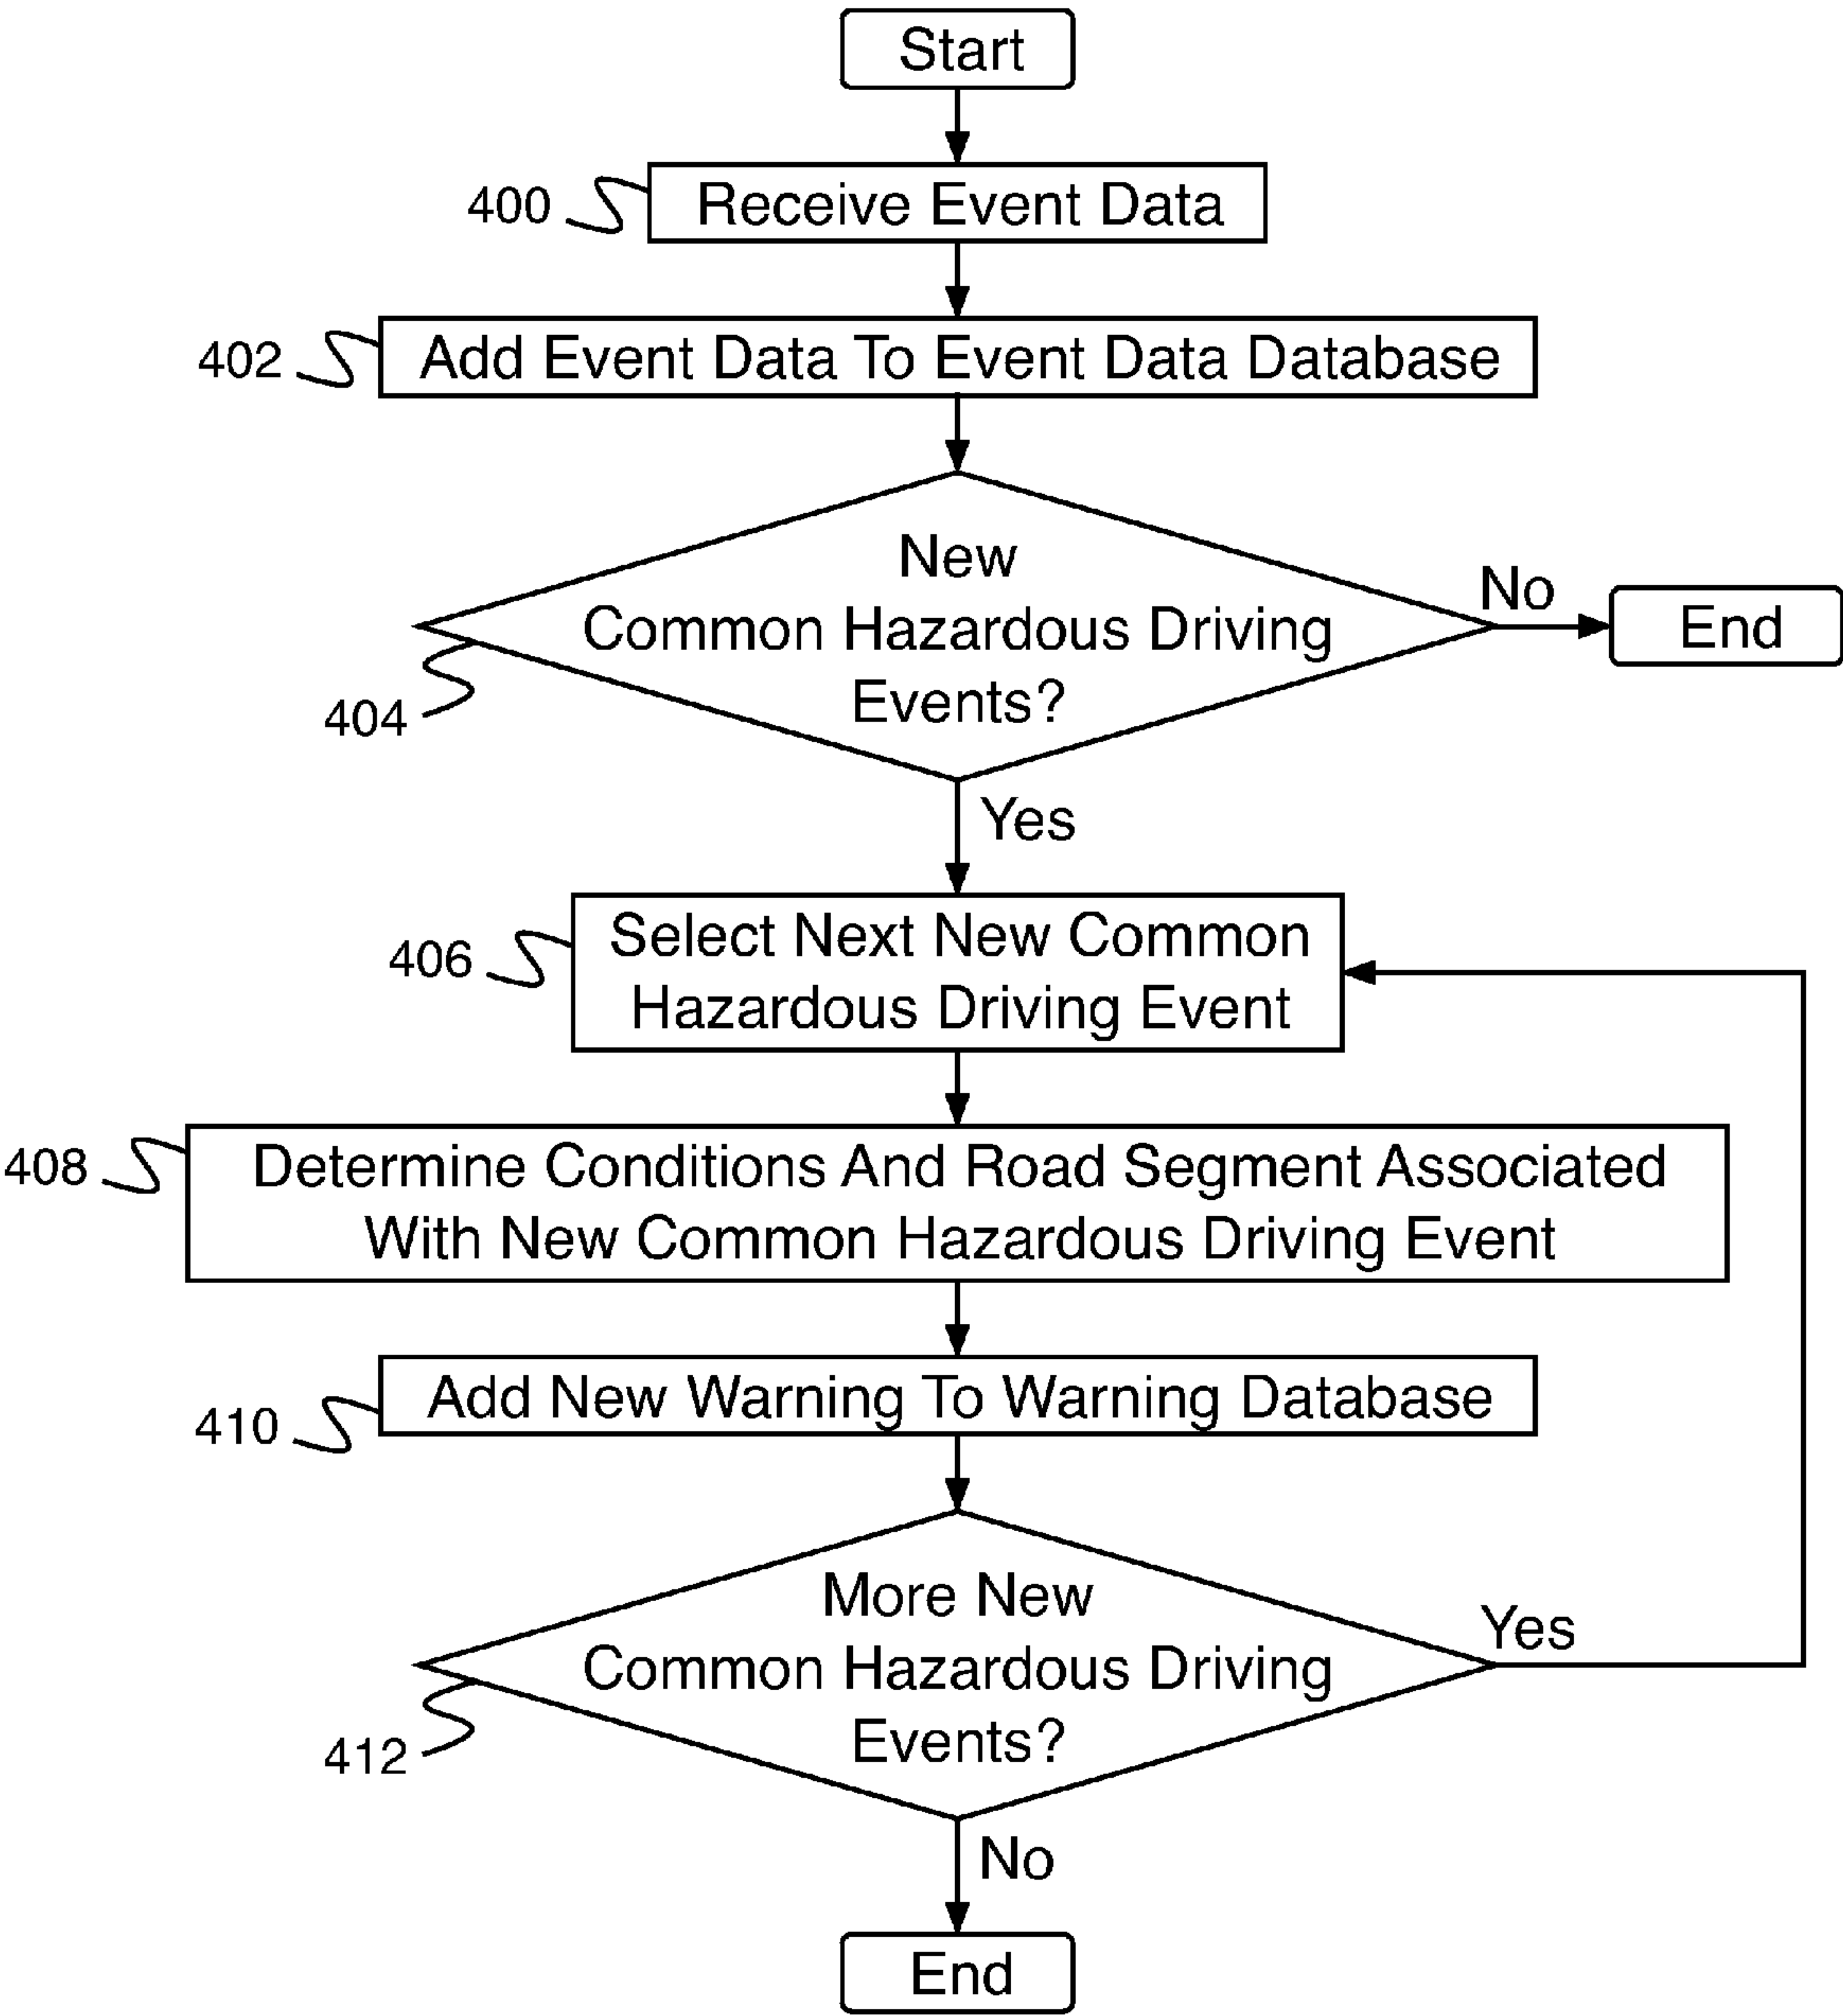 Start
400
Receive Event Data
402
Add Event Data To Event Data Database
New
Common Hazardous Driving
Events?
404
No
End
Yes
406
Select Next New Common
Hazardous Driving Event
408
Determine Conditions And Road Segment Associated
With New Common Hazardous Driving Event
410
Add New Warning To Warning Database
More New
Common Hazardous Driving
Events?
412
Yes
No
End